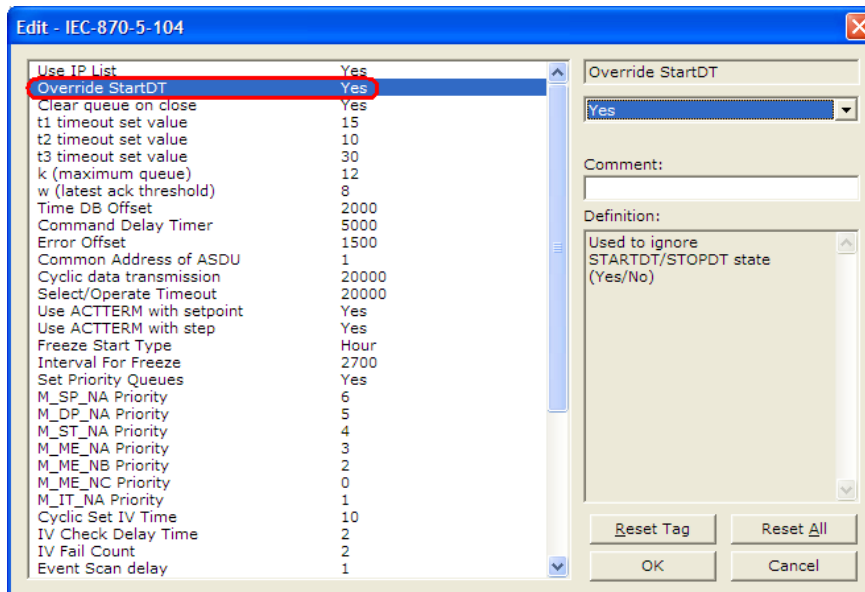 Edit - IEC-870-5-104
Use IP List Yes
Override StartDT Yes
Clear queue on close Yes
t1 timeout set value 15
t2 timeout set value 10
t3 timeout set value 30
k (maximum queue) 12
w (latest ack threshold) 8
Time DB Offset 2000
Command Delay Timer 5000
Error Offset 1500
Common Address of ASDU 1
Cyclic data transmission 20000
Select/Operate Timeout 20000
Use ACTTERM with setpoint Yes
Use ACTTERM with step Yes
Freeze Start Type Hour
Interval For Freeze 2700
Set Priority Queues Yes
M_SP_NA Priority 6
M_DP_NA Priority 5
M_ST_NA Priority 4
M_ME_NA Priority 3
M_ME_NB Priority 2
M_ME_NC Priority 0
M_IT_NA Priority 1
Cyclic Set IV Time 10
IV Check Delay Time 2
IV Fail Count 2
Event Scan delay 1
Override StartDT
Yes
Comment:
Definition:
Used to ignore
STARTDT/STOPDT state
(Yes/No)
Reset Tag Reset All
OK Cancel